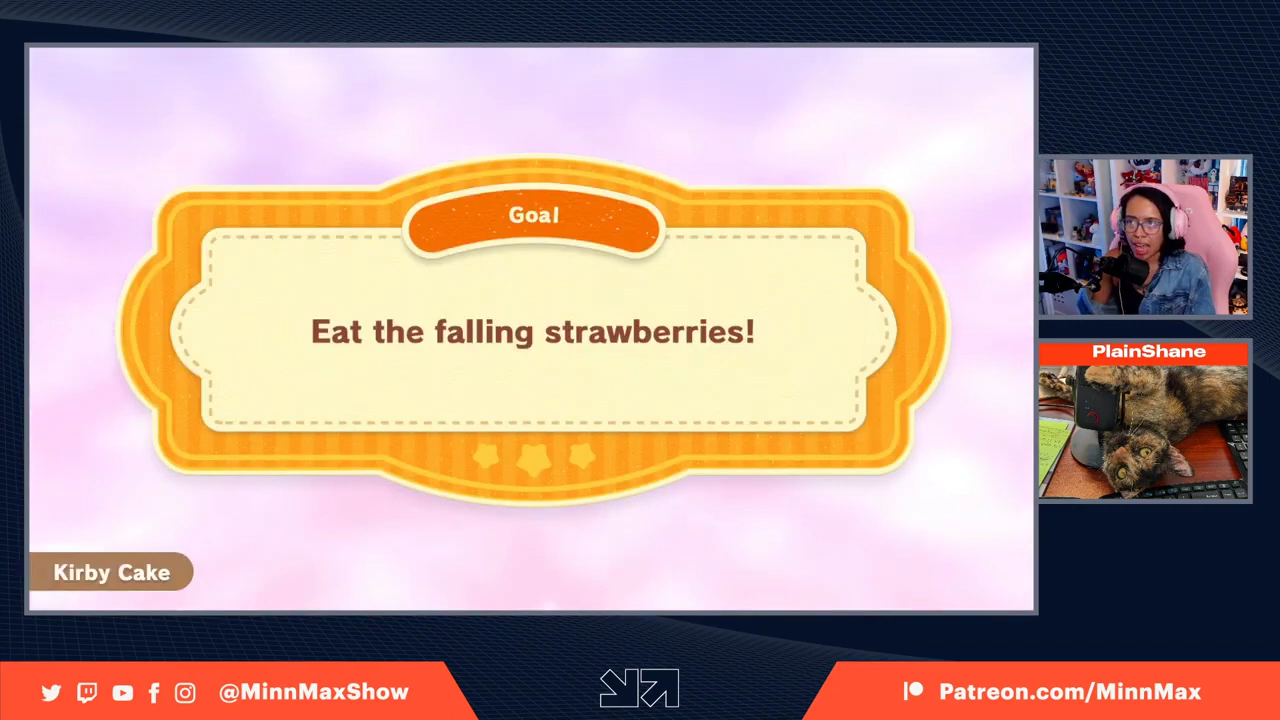 Goal
Eat the falling strawberries!
Kirby Cake
PlainShane
@MinnMaxShow
Patreon.com/MinnMax